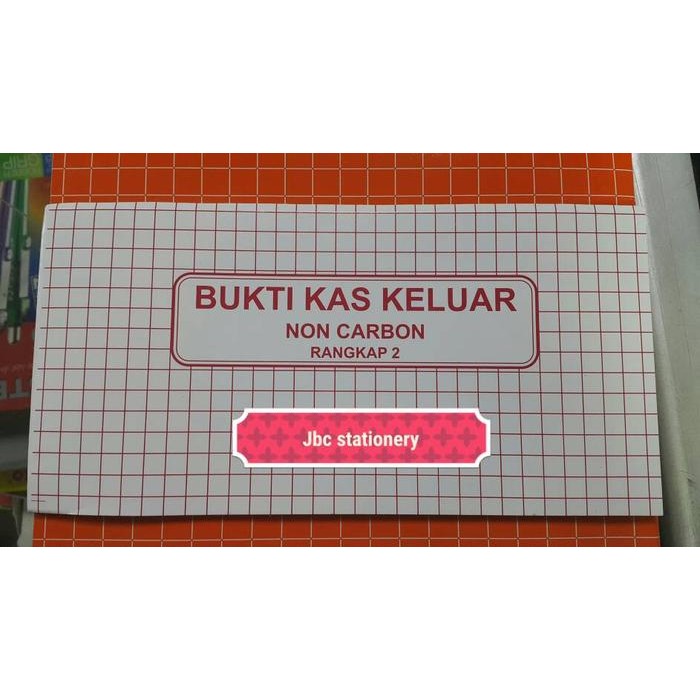 BUKTI KAS KELUAR
NON CARBON
RANGKAP 2
Jbc stationery